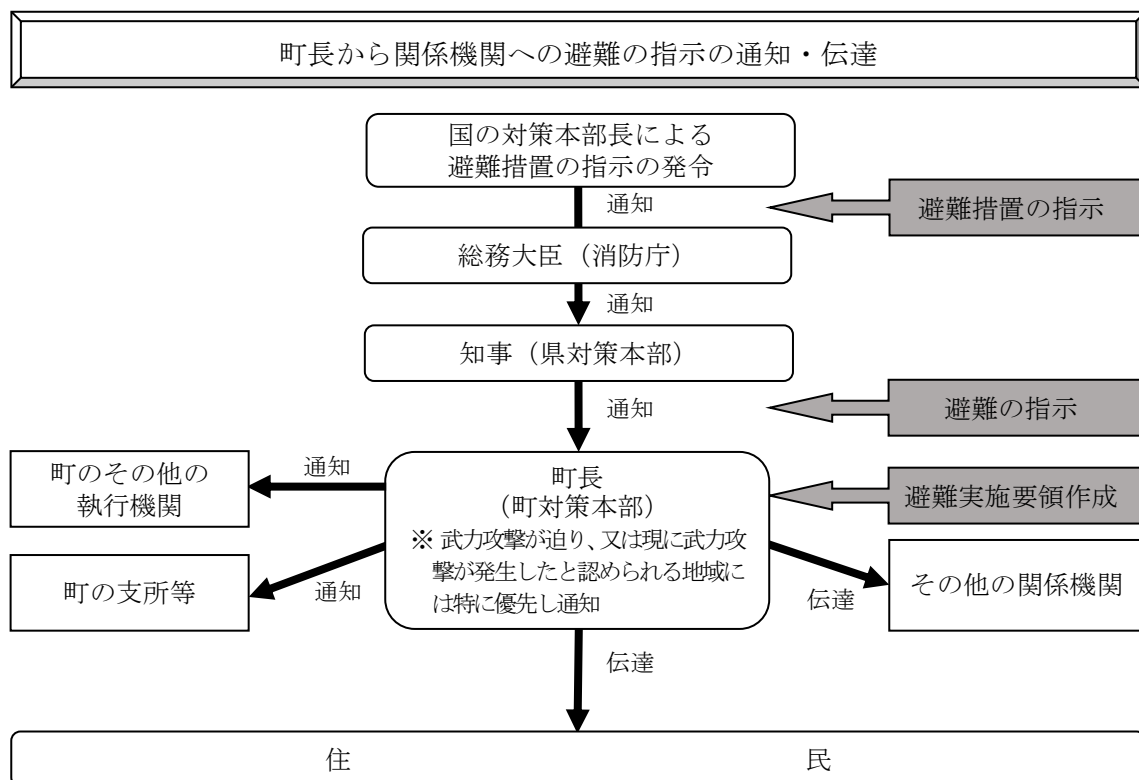 町長から関係機関への避難の指示の通知・伝達
国の対策本部長による
避難措置の指示の発令
通知
避難措置の指示
総務大臣（消防庁）
通知
知事（県対策本部）
通知
避難の指示
町のその他の
執行機関
通知
町長
（町対策本部）
※ 武力攻撃が迫り、又は現に武力攻
撃が発生したと認められる地域に
は特に優先し通知
避難実施要領作成
町の支所等
通知
伝達
その他の関係機関
伝達
住 民